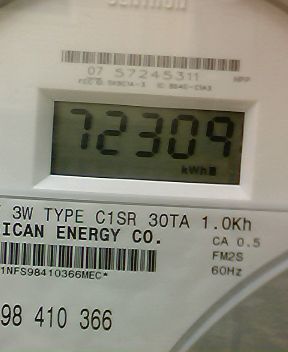 07 57245311
72309
kWh
3W TYPE C1SR 30TA 1.0Kh
ICAN ENERGY CO.
CA 0.5
FM2S
60Hz
1NFS98410366MEC*
98 410 366